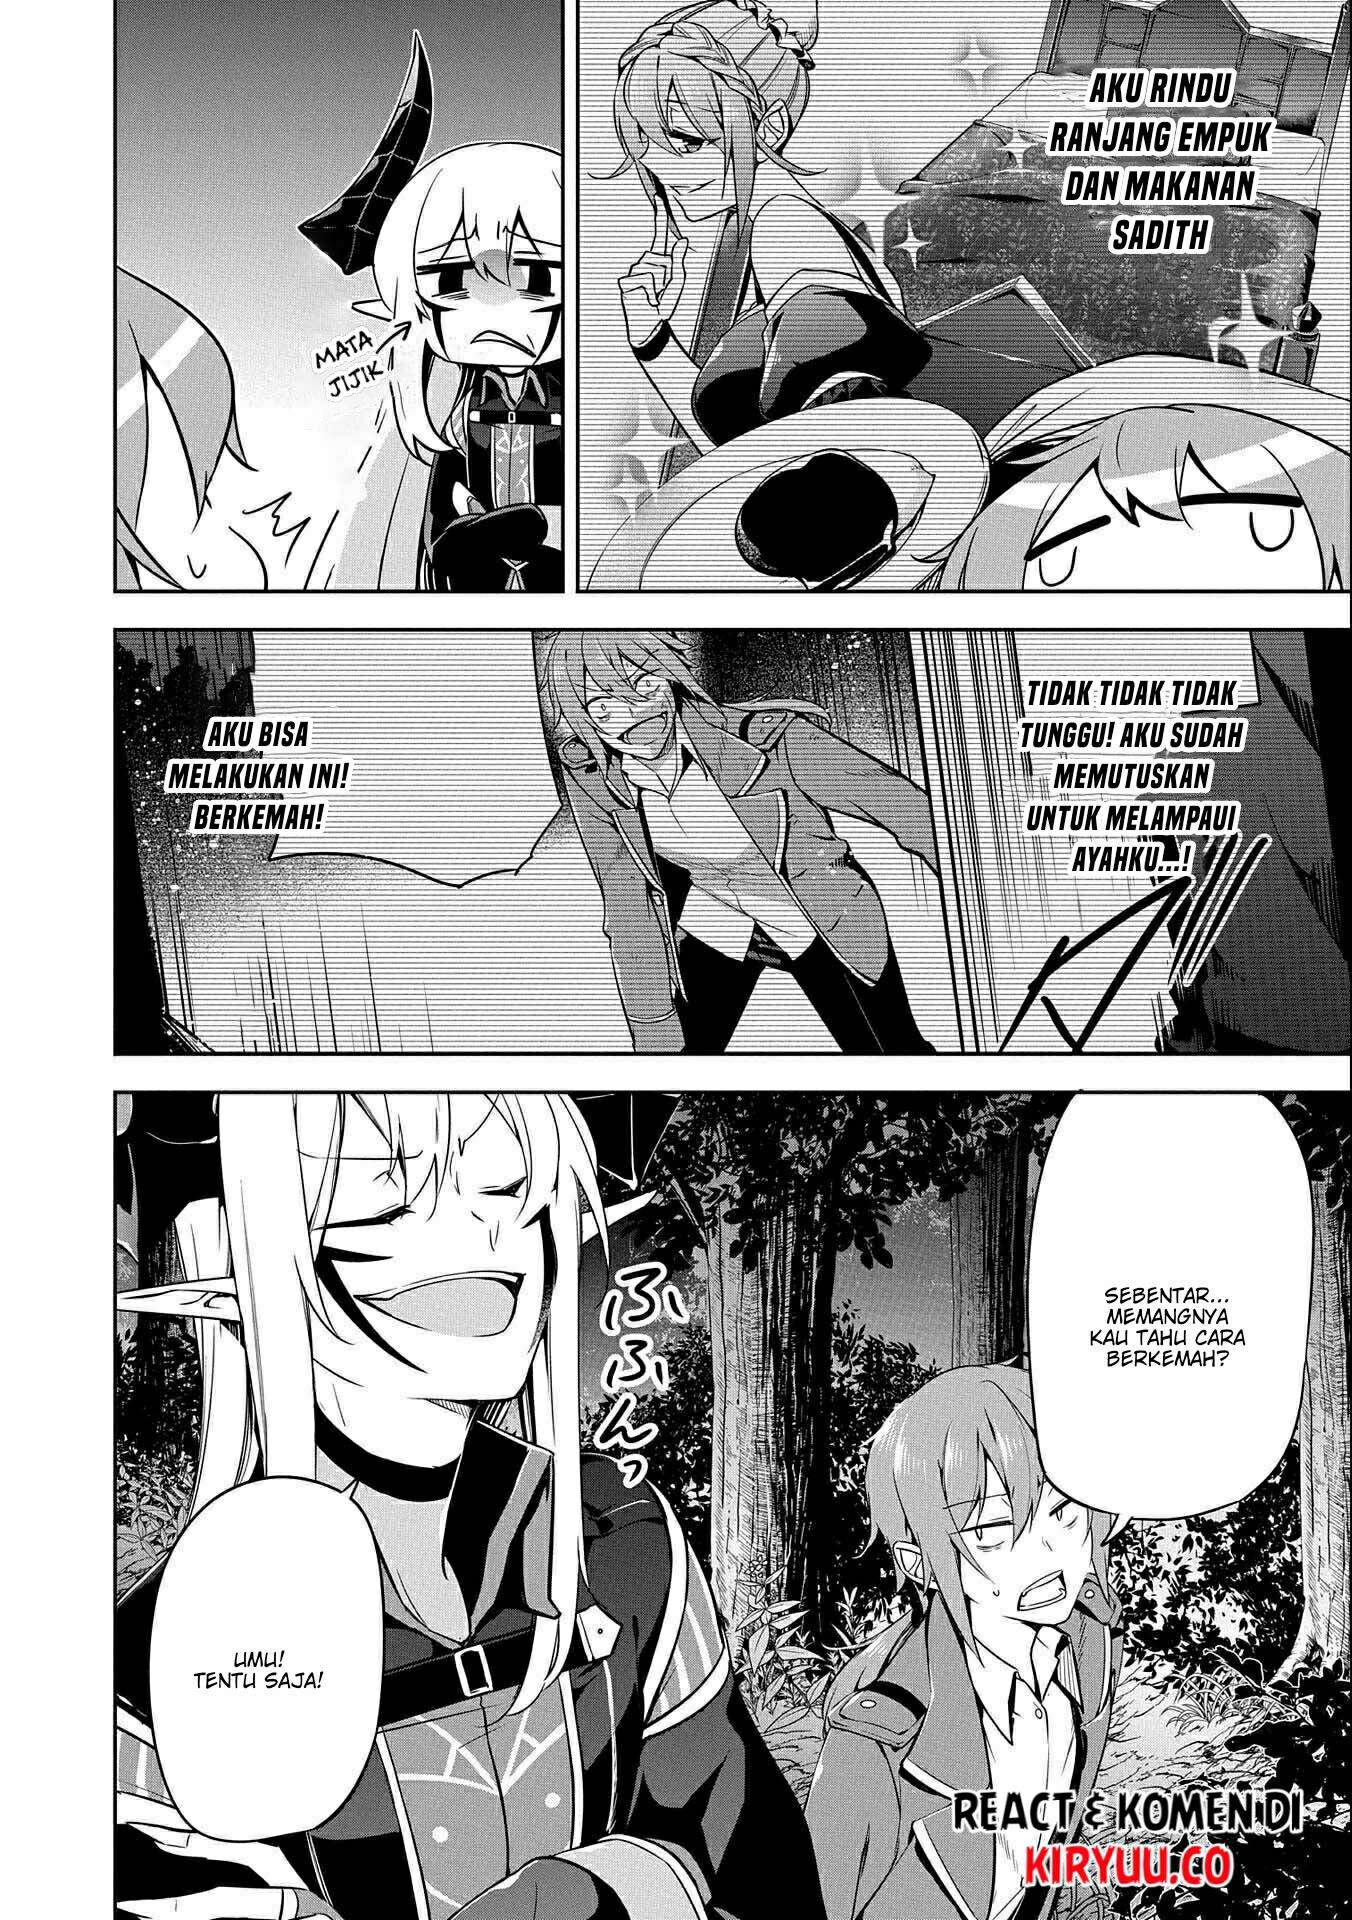 AKU RINDU
RANJANG EMPUK
DAN MAKANAN
SADITH
MATA
JIJIK
TIDAK TIDAK TIDAK
TUNGGU! AKU SUDAH
MEMUTUSKAN
UNTUK MELAMPAUI
AYAHKU...!
AKU BISA
MELAKUKAN INI!
BERKEMAH!
SEBENTAR...
MEMANGNYA
KAU TAHU CARA
BERKEMAH?
ふふんっ
UMU!
TENTU SAJA!
REACT & KOMEN DI
KIRYUU.CO